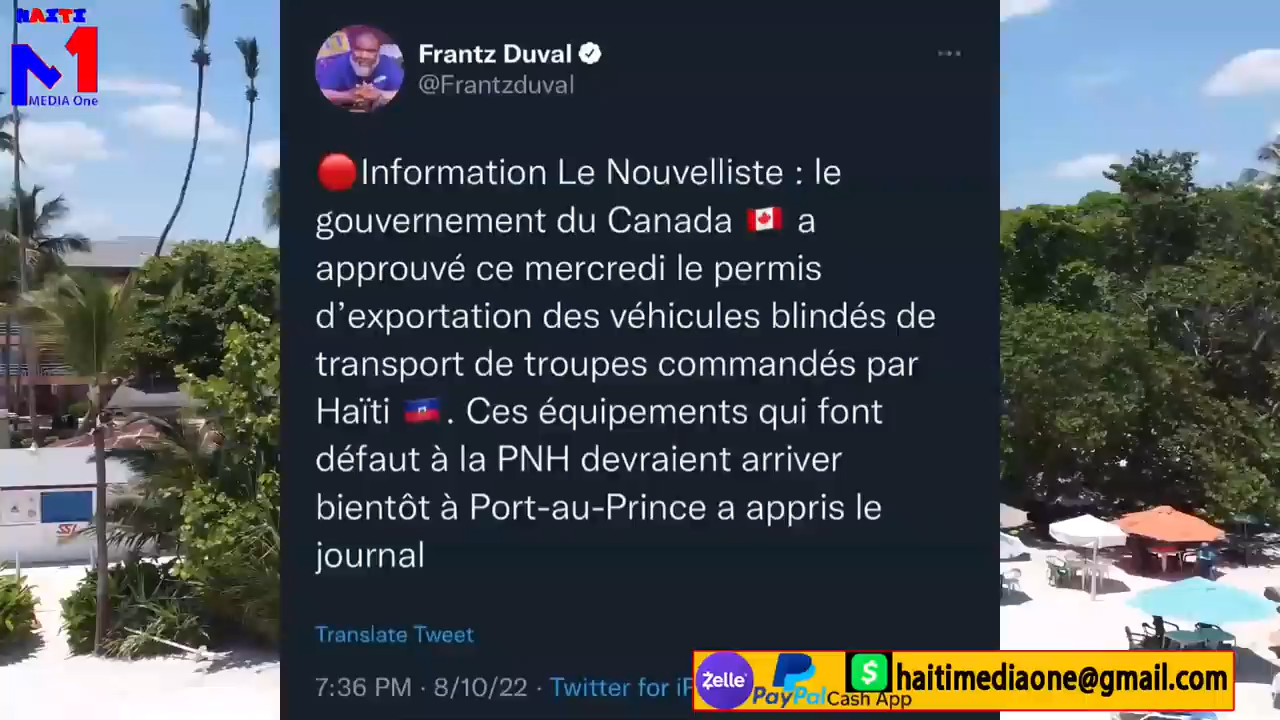 HAITI
M1
MEDIA One
Frantz Duval
@Frantzduval
Information Le Nouvelliste : le
gouvernement du Canada 🇨🇦 a
approuvé ce mercredi le permis
d’exportation des véhicules blindés de
transport de troupes commandés par
Haïti 🇭🇹. Ces équipements qui font
défaut à la PNH devraient arriver
bientôt à Port-au-Prince a appris le
journal
Translate Tweet
7:36 PM · 8/10/22 · Twitter for iP
Zelle
PayPal
$
Cash App
haitimediaone@gmail.com